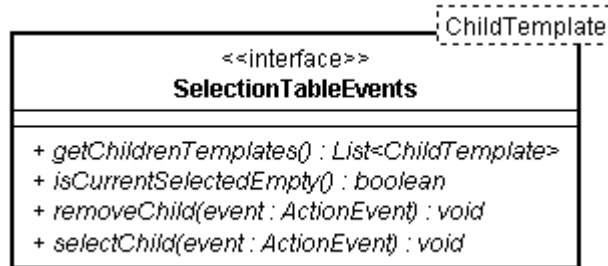 ChildTemplate
<<interface>>
SelectionTableEvents
+ getChildrenTemplates() : List<ChildTemplate>
+ isCurrentSelectedEmpty() : boolean
+ removeChild(event : ActionEvent) : void
+ selectChild(event : ActionEvent) : void